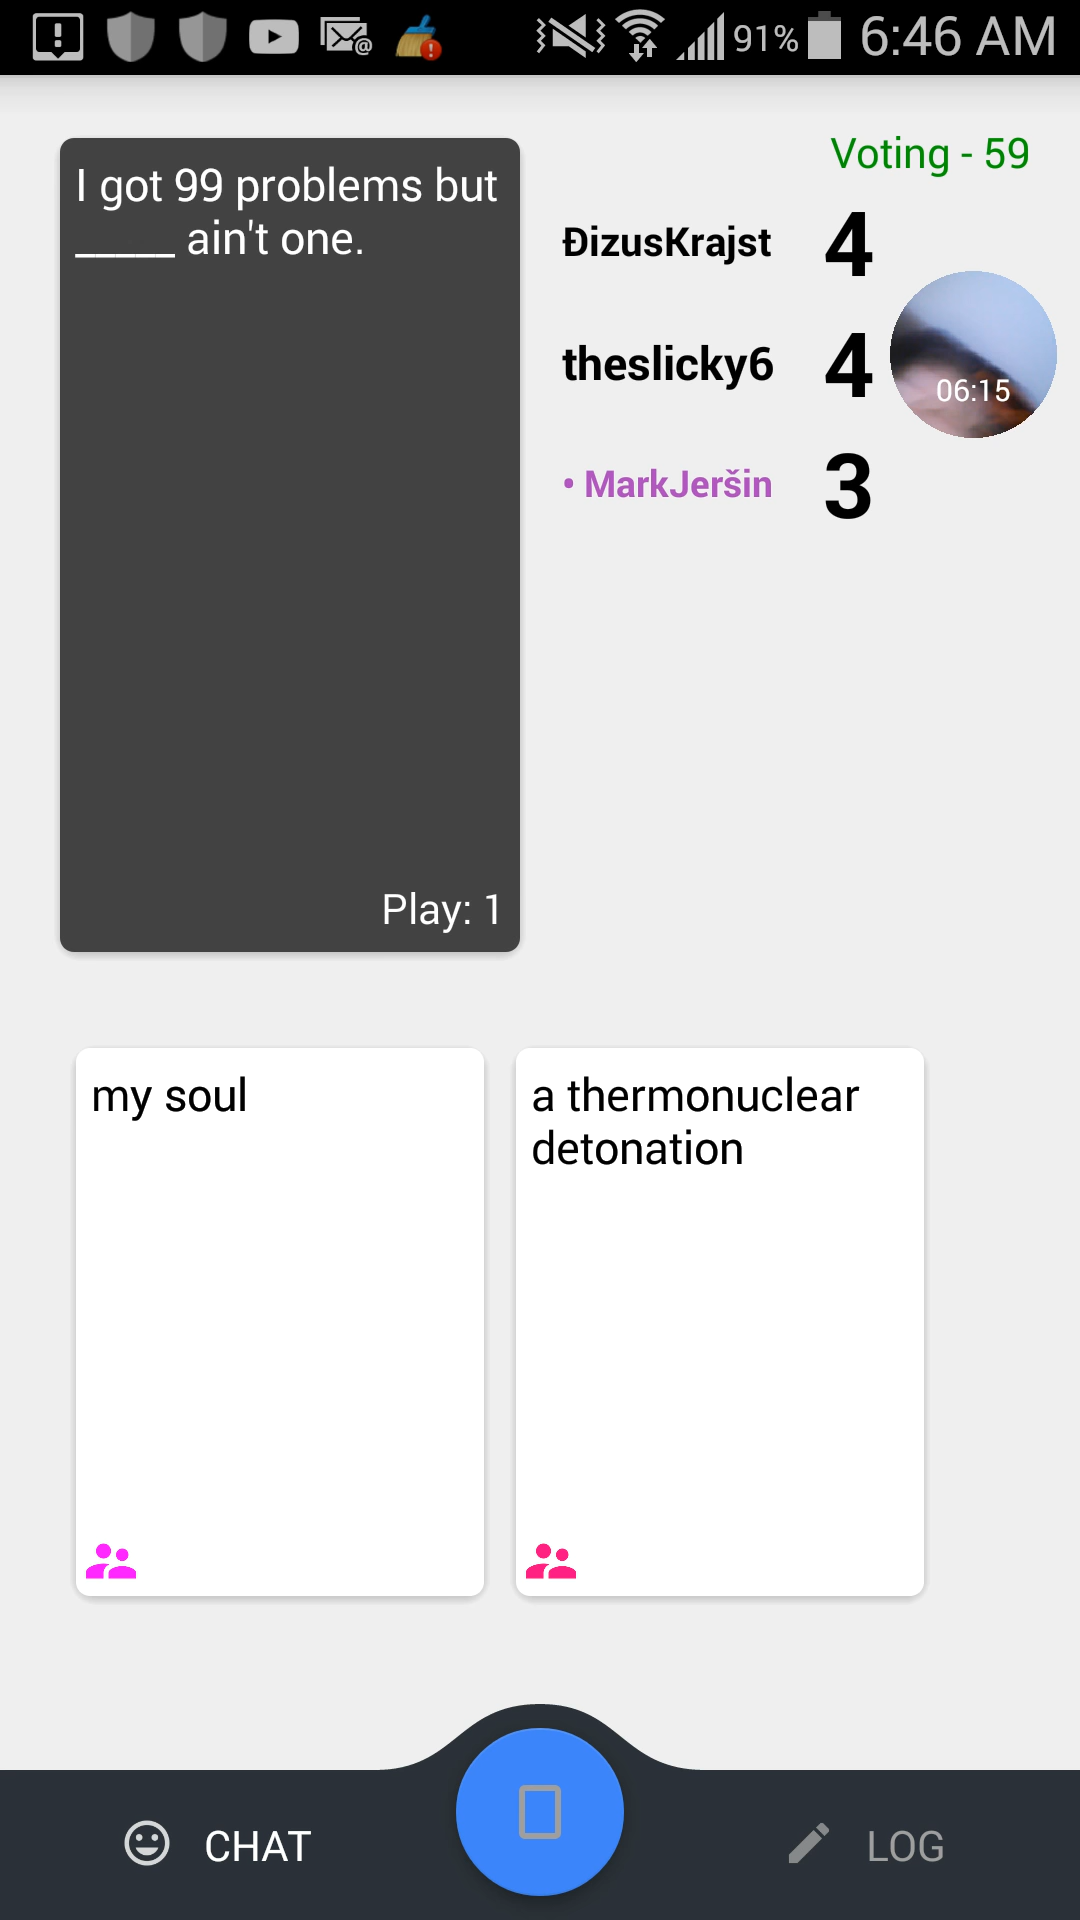 91% 6:46 AM
I got 99 problems but
_____ ain't one.
Play: 1
Voting - 59
ĐizusKrajst 4
theslicky6 4
06:15
• MarkJeršin 3
my soul
a thermonuclear
detonation
CHAT
LOG